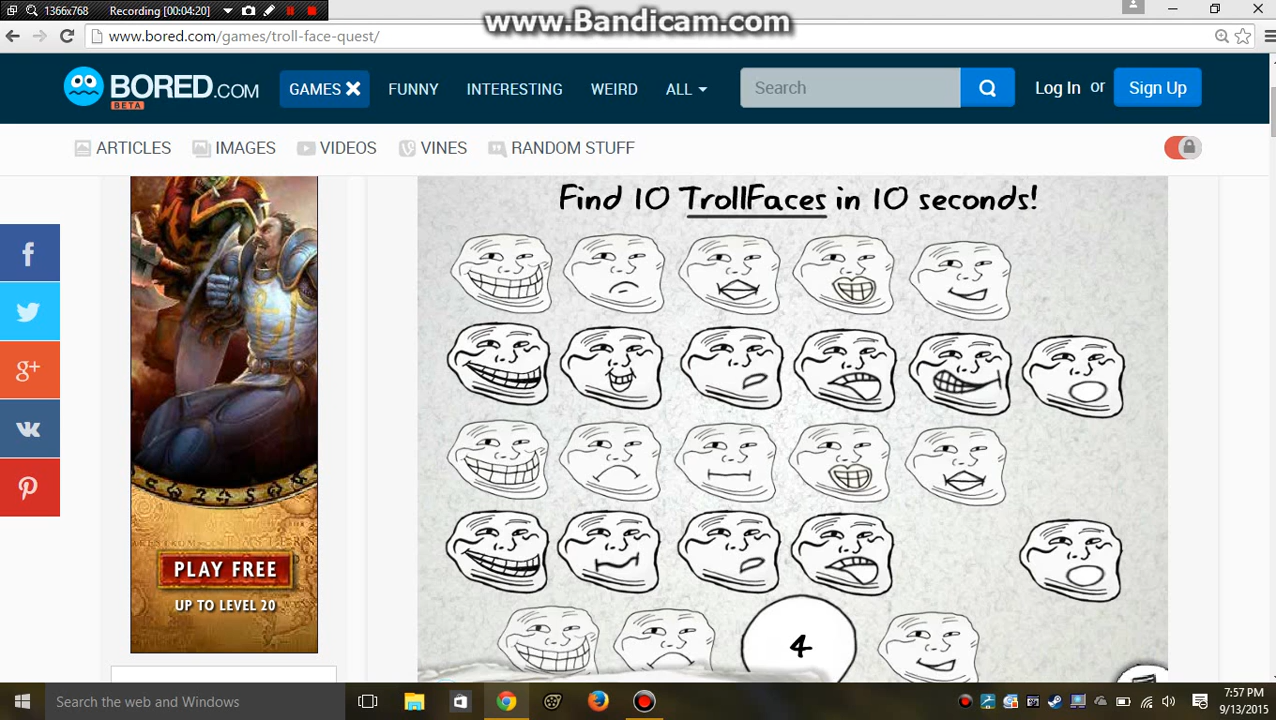 1366x768 Recording [00:04:20]
www.Bandicam.com
www.bored.com/games/troll-face-quest/
BORED.COM
BETA
GAMES FUNNY INTERESTING WEIRD ALL
Search
Log In or Sign Up
ARTICLES IMAGES VIDEOS VINES RANDOM STUFF
Find 10 TrollFaces in 10 seconds!
PLAY FREE
UP TO LEVEL 20
4
Search the web and Windows
7:57 PM
9/13/2015